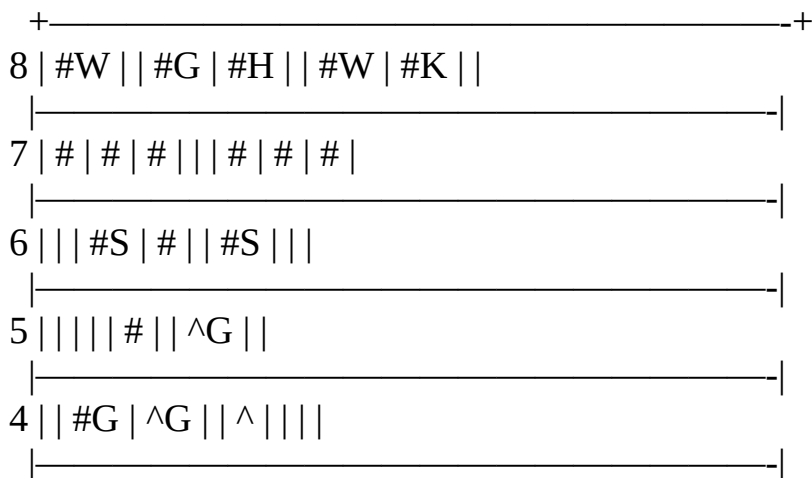 +———————————————————-+
8 | #W | | #G | #H | | #W | #K | |
|———————————————————-|
7 | # | # | # | | | # | # | # |
|———————————————————-|
6 | | | #S | # | | #S | | |
|———————————————————-|
5 | | | | | # | | ^G | |
|———————————————————-|
4 | | #G | ^G | | ^ | | | |
|———————————————————-|